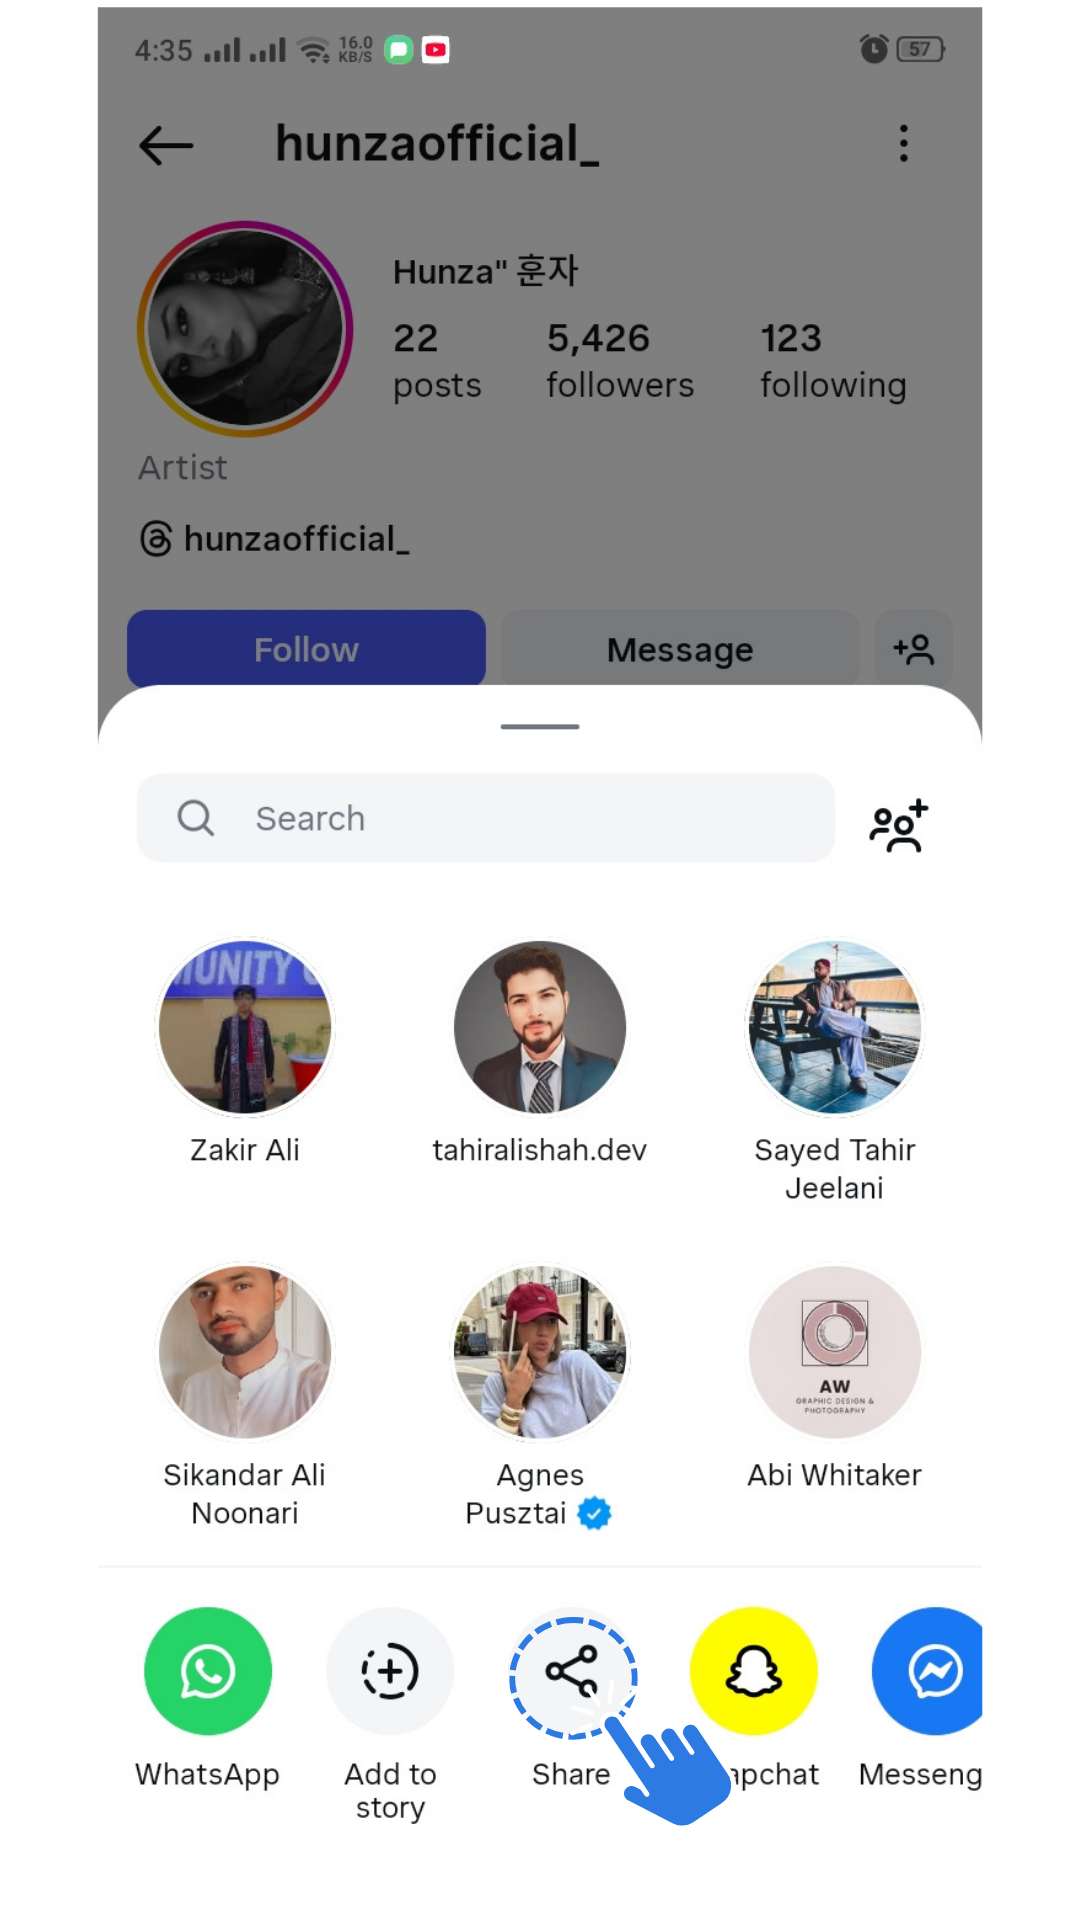 4:35 16.0 KB/S 57
hunzaofficial_
Hunza" 훈자
22 5,426 123
posts followers following
Artist
hunzaofficial_
Follow Message
Search
MUNITY
Zakir Ali tahiralishah.dev Sayed Tahir
Jeelani
AW
GRAPHIC DESIGN &
PHOTOGRAPHY
Sikandar Ali Agnes Abi Whitaker
Noonari Pusztai
WhatsApp Add to Share apchat Messeng
story